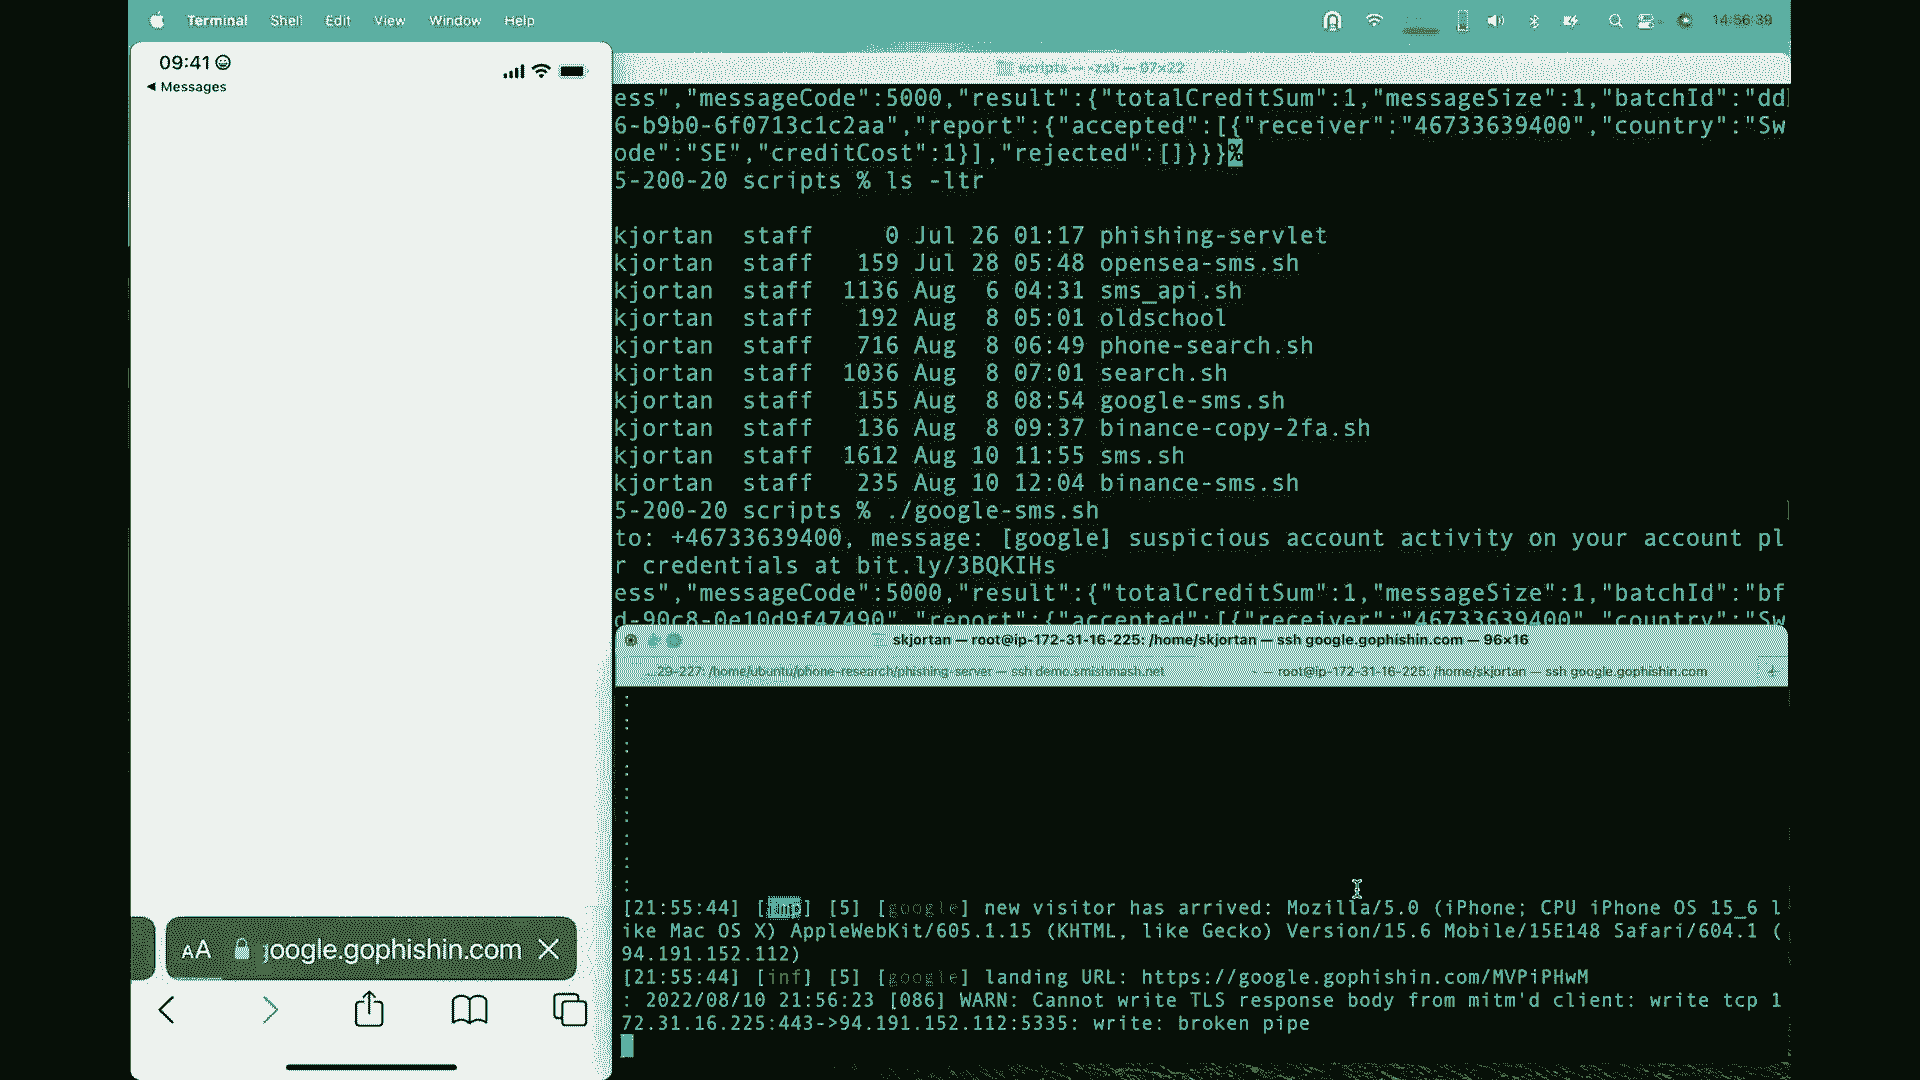 Terminal Shell Edit View Window Help 14:56:39
09:41
Messages
scripts — -zsh — 97×22
ess","messageCode":5000,"result":{"totalCreditSum":1,"messageSize":1,"batchId":"dd
6-b9b0-6f0713c1c2aa","report":{"accepted":[{"receiver":"46733639400","country":"Sw
ode":"SE","creditCost":1}],"rejected":[]}}}%
5-200-20 scripts % ls -ltr
kjortan staff 0 Jul 26 01:17 phishing-servlet
kjortan staff 159 Jul 28 05:48 opensea-sms.sh
kjortan staff 1136 Aug 6 04:31 sms_api.sh
kjortan staff 192 Aug 8 05:01 oldschool
kjortan staff 716 Aug 8 06:49 phone-search.sh
kjortan staff 1036 Aug 8 07:01 search.sh
kjortan staff 155 Aug 8 08:54 google-sms.sh
kjortan staff 136 Aug 8 09:37 binance-copy-2fa.sh
kjortan staff 1612 Aug 10 11:55 sms.sh
kjortan staff 235 Aug 10 12:04 binance-sms.sh
5-200-20 scripts % ./google-sms.sh
to: +46733639400, message: [google] suspicious account activity on your account pl
r credentials at bit.ly/3BQKIHs
ess","messageCode":5000,"result":{"totalCreditSum":1,"messageSize":1,"batchId":"bf
d-90c8-0e10d9f47490","report":{"accepted":[{"receiver":"46733639400","country":"Sw
skjortan — root@ip-172-31-16-225: /home/skjortan — ssh google.gophishin.com — 96×16
...29-227: /home/ubuntu/phone-research/phishing-server — ssh demo.smishmash.net
— root@ip-172-31-16-225: /home/skjortan — ssh google.gophishin.com +
:
:
:
:
:
:
:
:
:
[21:55:44] [imp] [5] [google] new visitor has arrived: Mozilla/5.0 (iPhone; CPU iPhone OS 15_6 l
ike Mac OS X) AppleWebKit/605.1.15 (KHTML, like Gecko) Version/15.6 Mobile/15E148 Safari/604.1 (
94.191.152.112)
[21:55:44] [inf] [5] [google] landing URL: https://google.gophishin.com/MVPiPHwM
: 2022/08/10 21:56:23 [086] WARN: Cannot write TLS response body from mitm'd client: write tcp 1
72.31.16.225:443->94.191.152.112:5335: write: broken pipe
AA google.gophishin.com